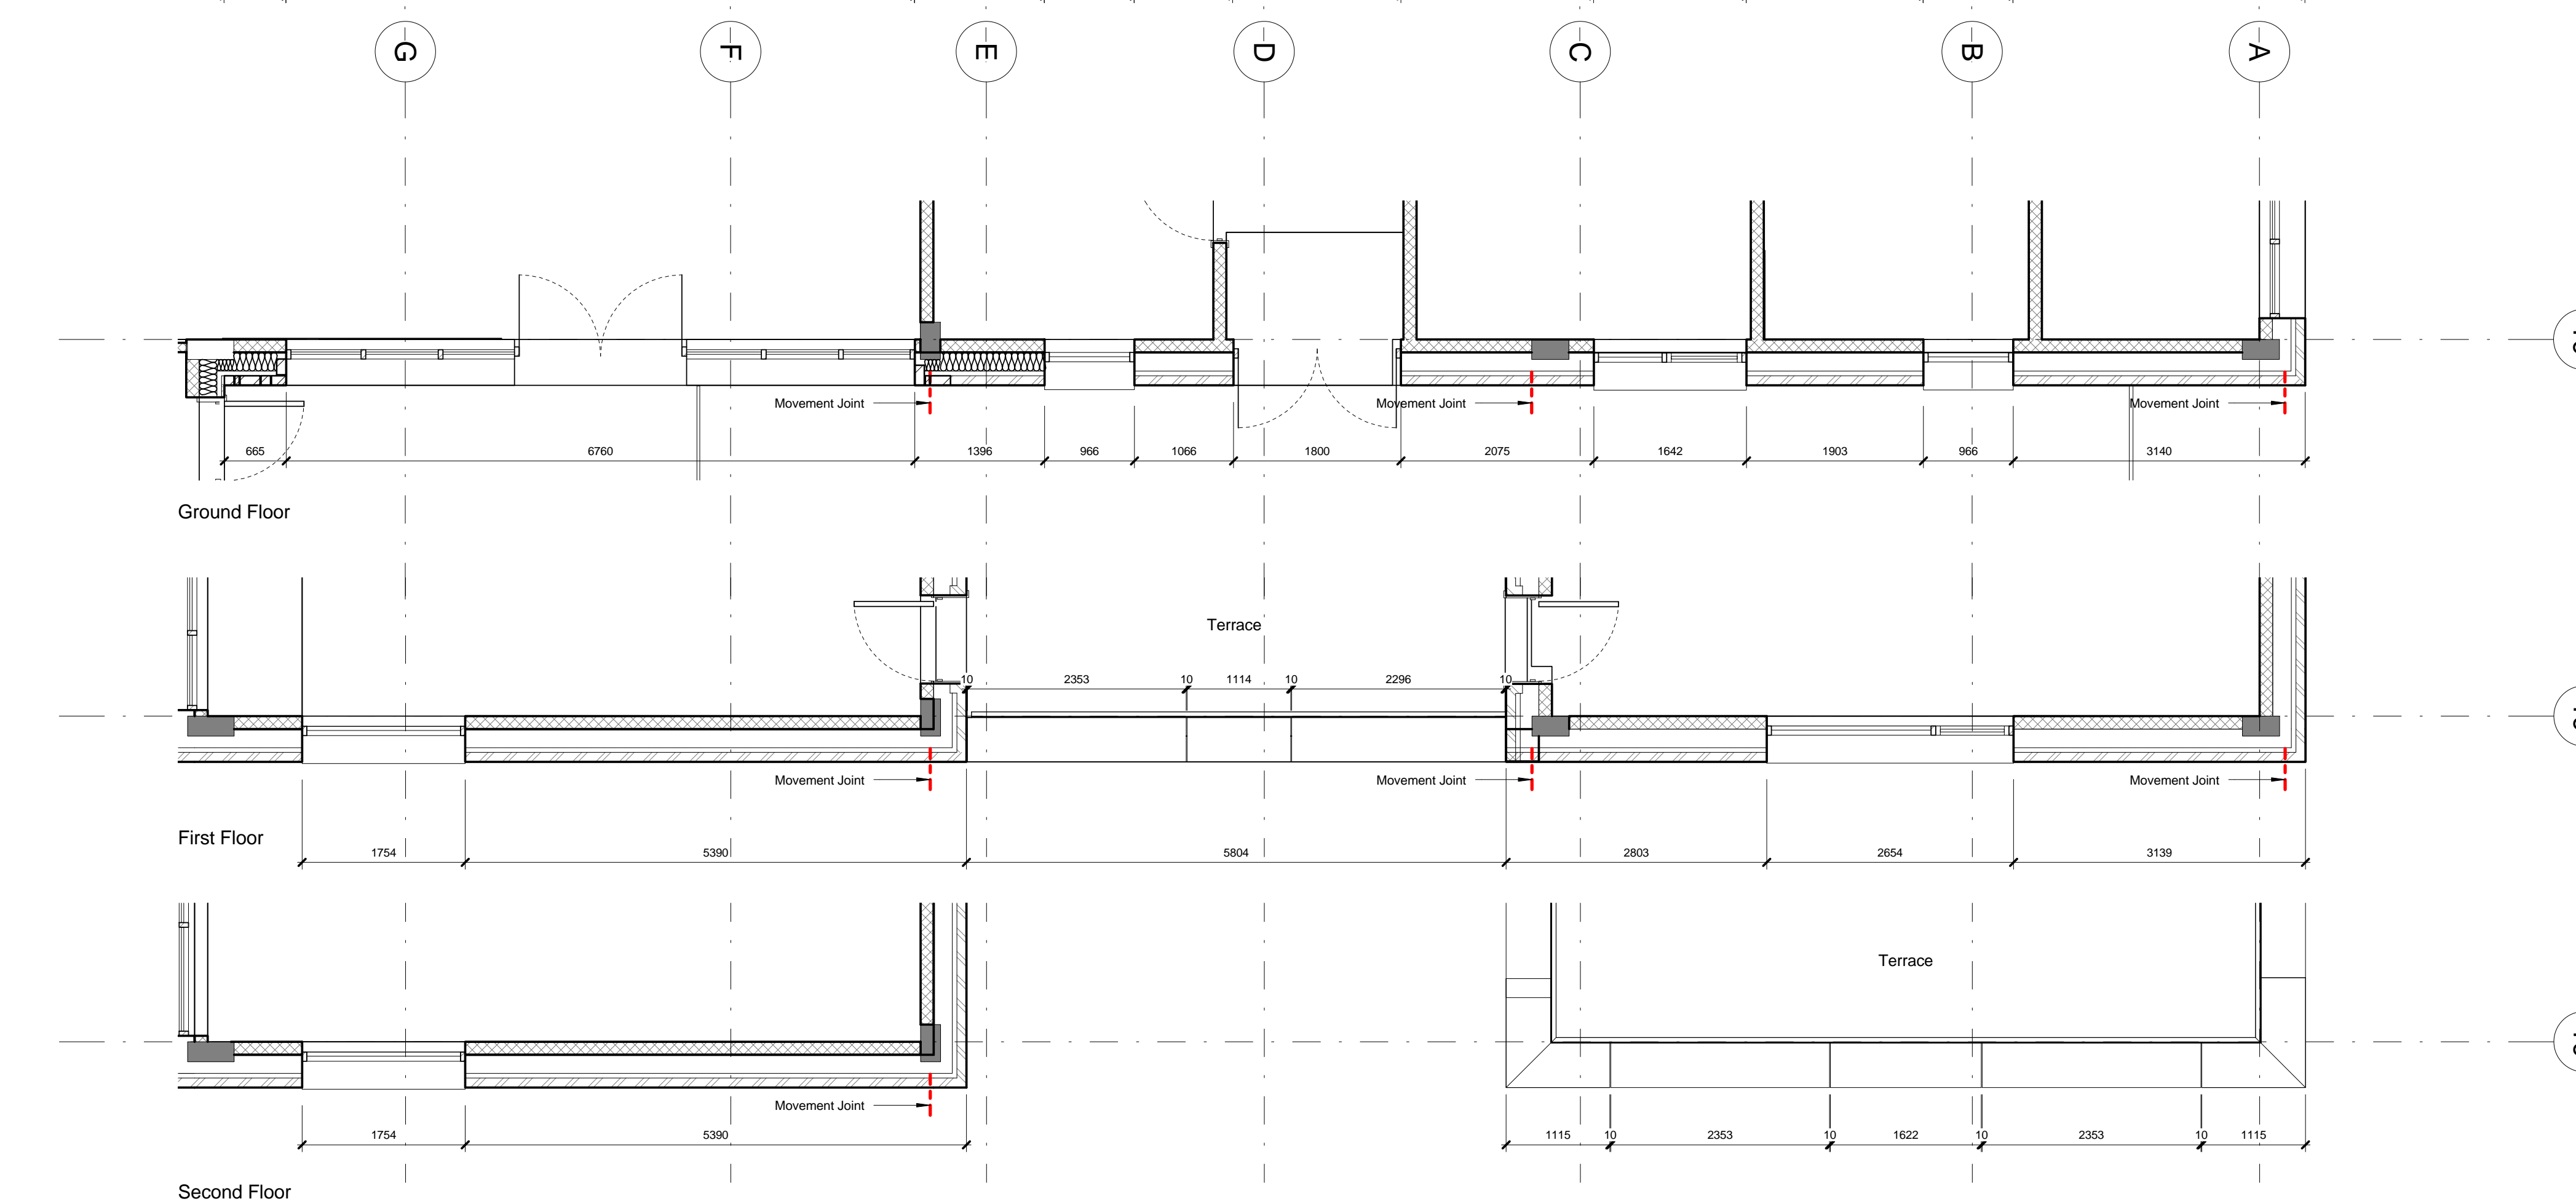 G F E D C B A
Movement Joint Movement Joint Movement Joint
665 6760 1396 966 1066 1800 2075 1642 1903 966 3140
Ground Floor
Terrace
10 2353 10 1114 10 2296 10
Movement Joint Movement Joint Movement Joint
First Floor
1754 5390 5804 2803 2654 3139
Terrace
Movement Joint
1754 5390 1115 10 2353 10 1622 10 2353 10 1115
Second Floor